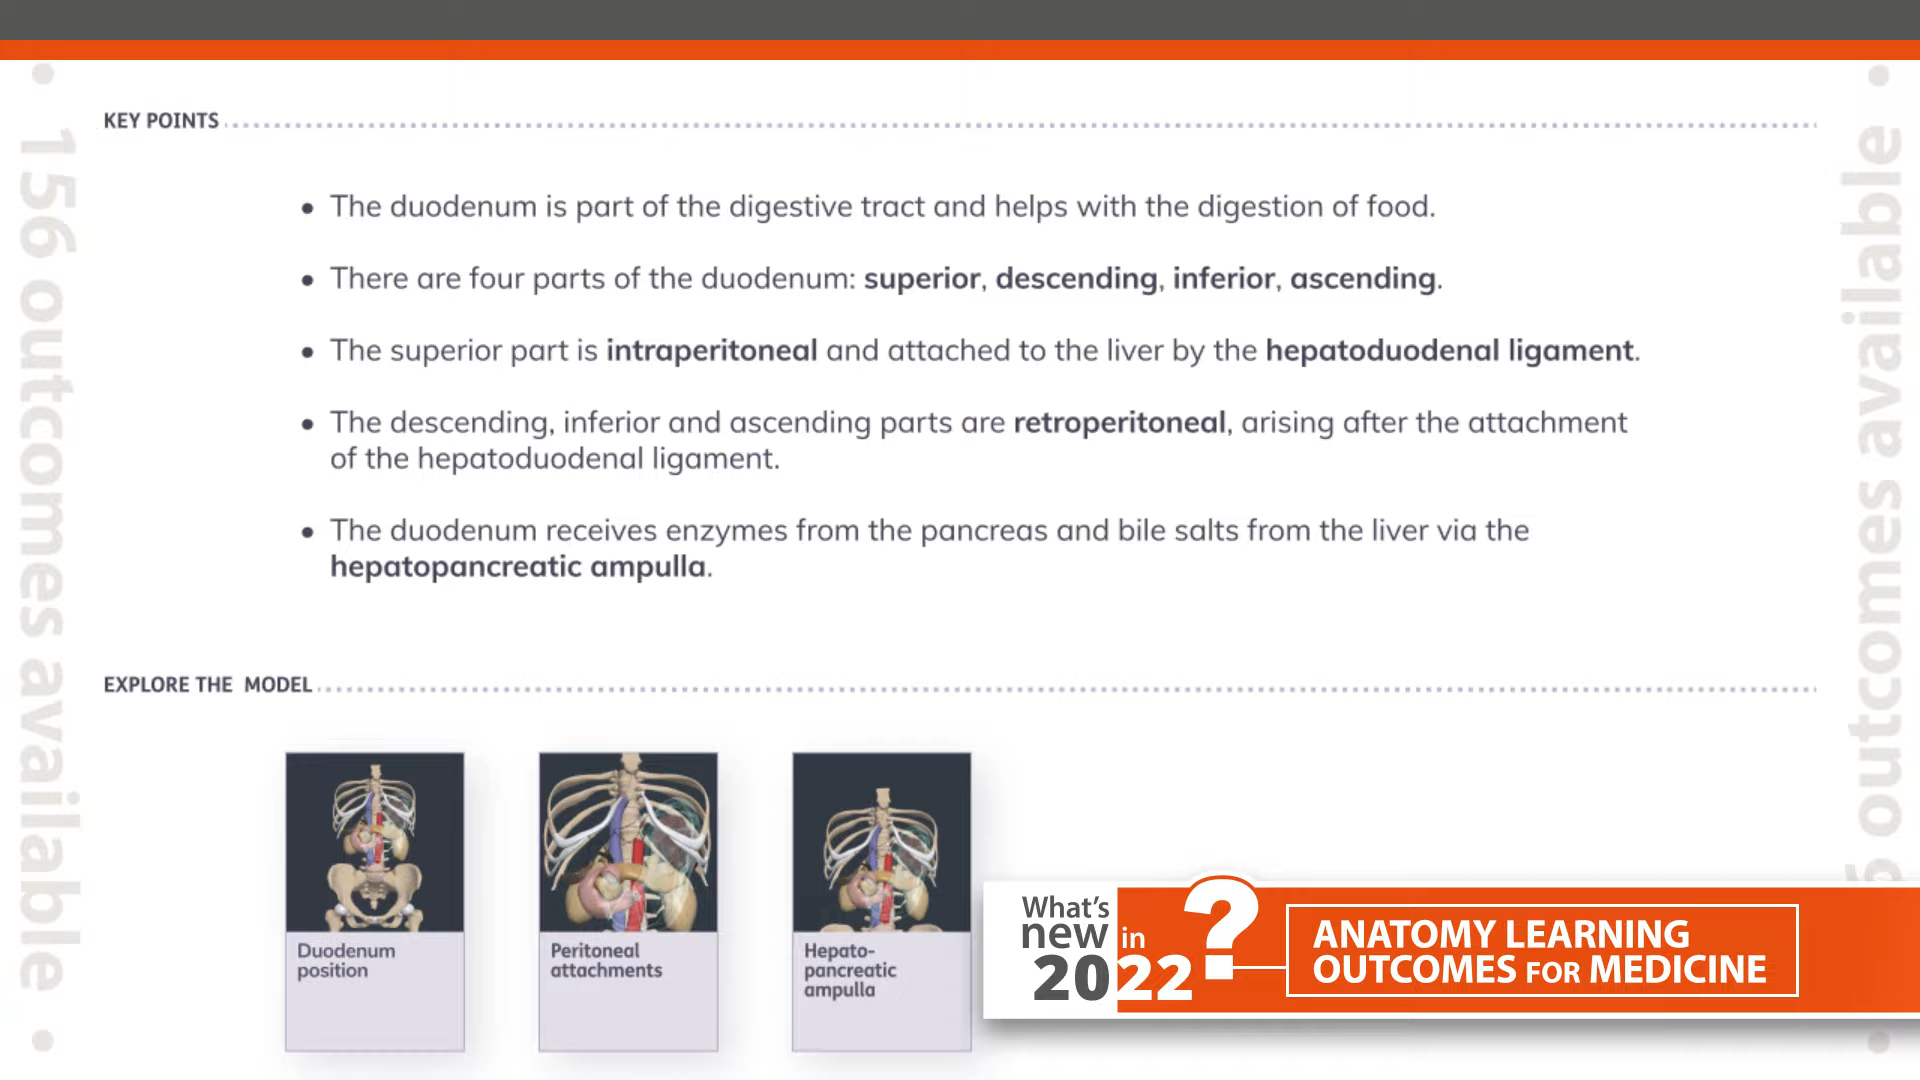 KEY POINTS
• The duodenum is part of the digestive tract and helps with the digestion of food.
• There are four parts of the duodenum: superior, descending, inferior, ascending.
• The superior part is intraperitoneal and attached to the liver by the hepatoduodenal ligament.
• The descending, inferior and ascending parts are retroperitoneal, arising after the attachment
of the hepatoduodenal ligament.
• The duodenum receives enzymes from the pancreas and bile salts from the liver via the
hepatopancreatic ampulla.
EXPLORE THE MODEL
Duodenum
position
Peritoneal
attachments
Hepato-
pancreatic
ampulla
What's
new in
2022?
ANATOMY LEARNING
OUTCOMES FOR MEDICINE
• 156 outcomes available •
6 outcomes available •